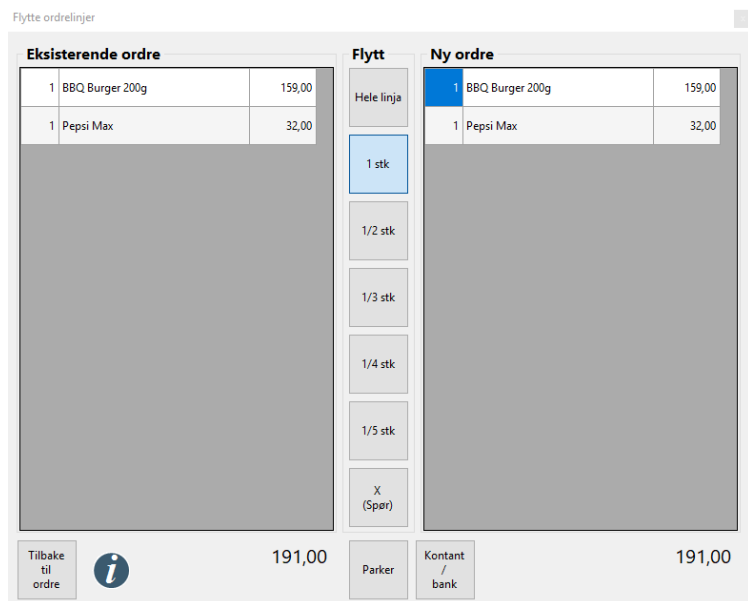 Flytte ordrelinjer
Eksisterende ordre
1 BBQ Burger 200g 159,00
1 Pepsi Max 32,00
Tilbake
til
ordre
i
191,00
Flytt
Hele linja
1 stk
1/2 stk
1/3 stk
1/4 stk
1/5 stk
X
(Spør)
Parker
Ny ordre
1 BBQ Burger 200g 159,00
1 Pepsi Max 32,00
Kontant
/
bank
191,00